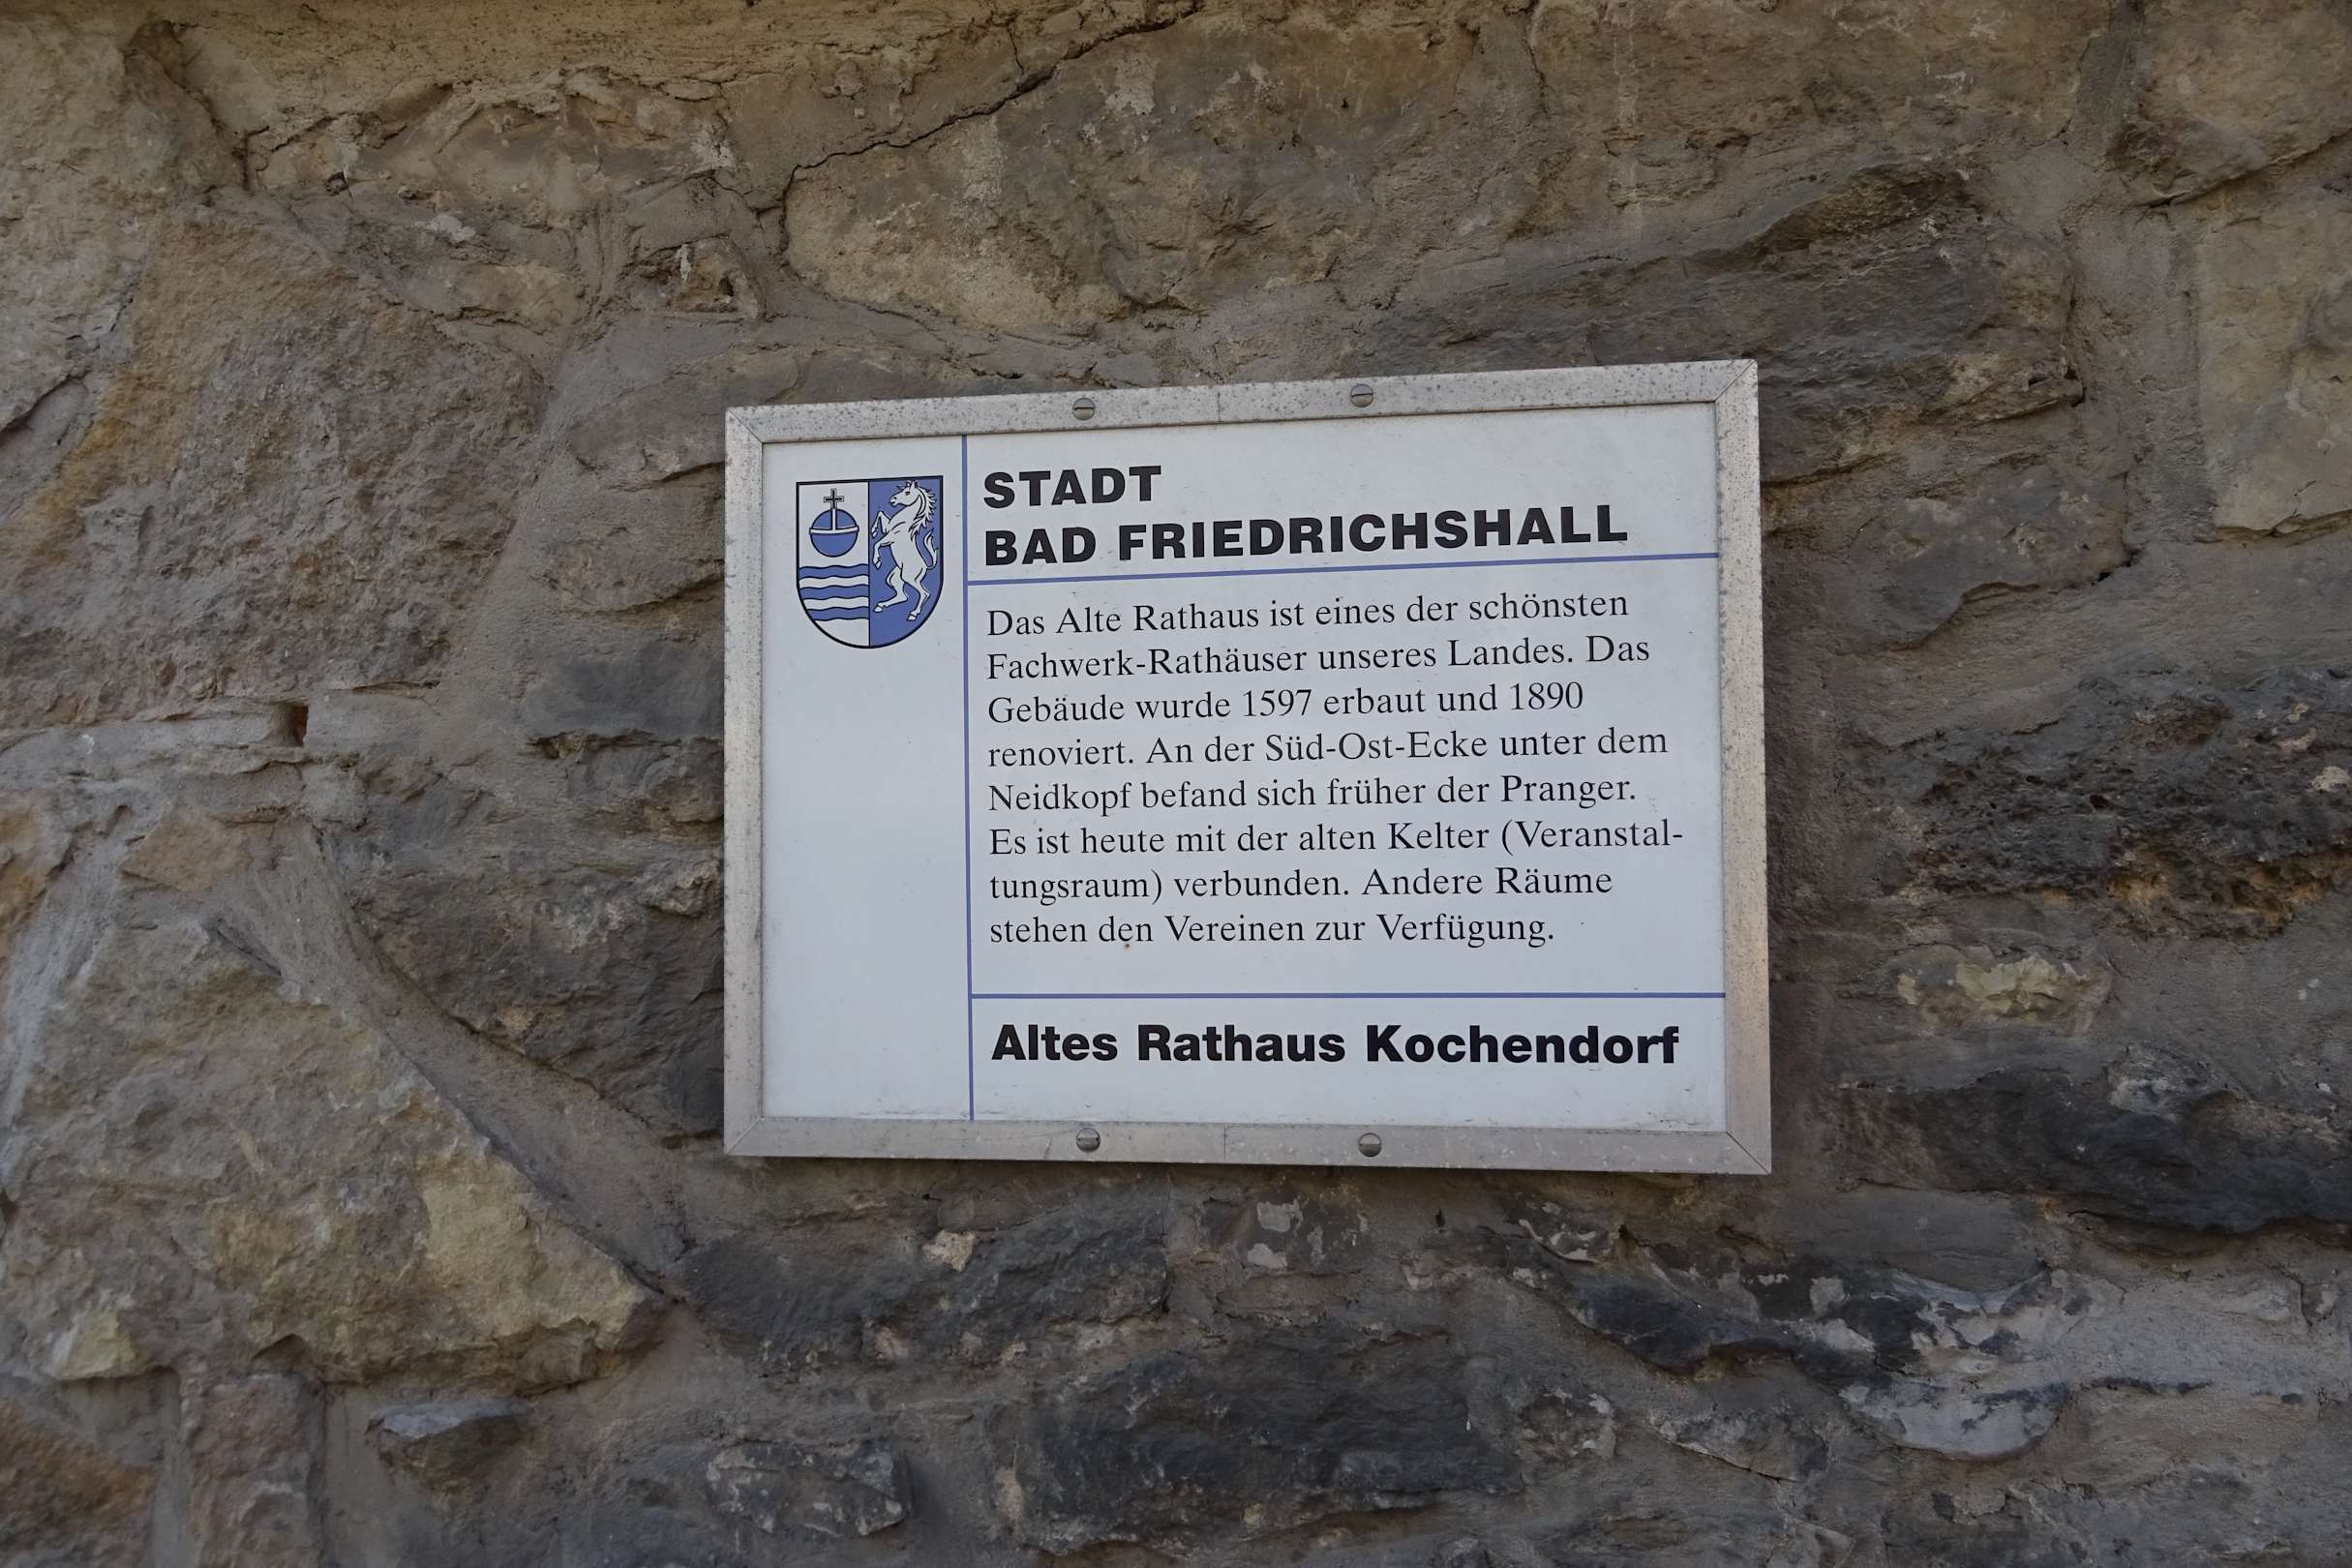 STADT
BAD FRIEDRICHSHALL
Das Alte Rathaus ist eines der schönsten
Fachwerk-Rathäuser unseres Landes. Das
Gebäude wurde 1597 erbaut und 1890
renoviert. An der Süd-Ost-Ecke unter dem
Neidkopf befand sich früher der Pranger.
Es ist heute mit der alten Kelter (Veranstal-
tungsraum) verbunden. Andere Räume
stehen den Vereinen zur Verfügung.
Altes Rathaus Kochendorf